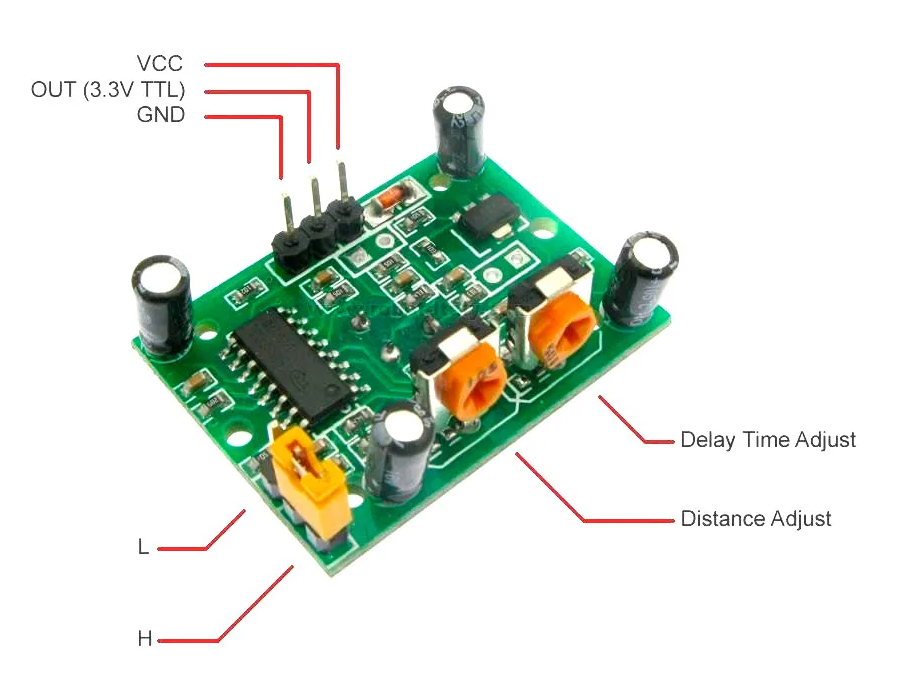 VCC
OUT (3.3V TTL)
GND
Delay Time Adjust
Distance Adjust
L
H